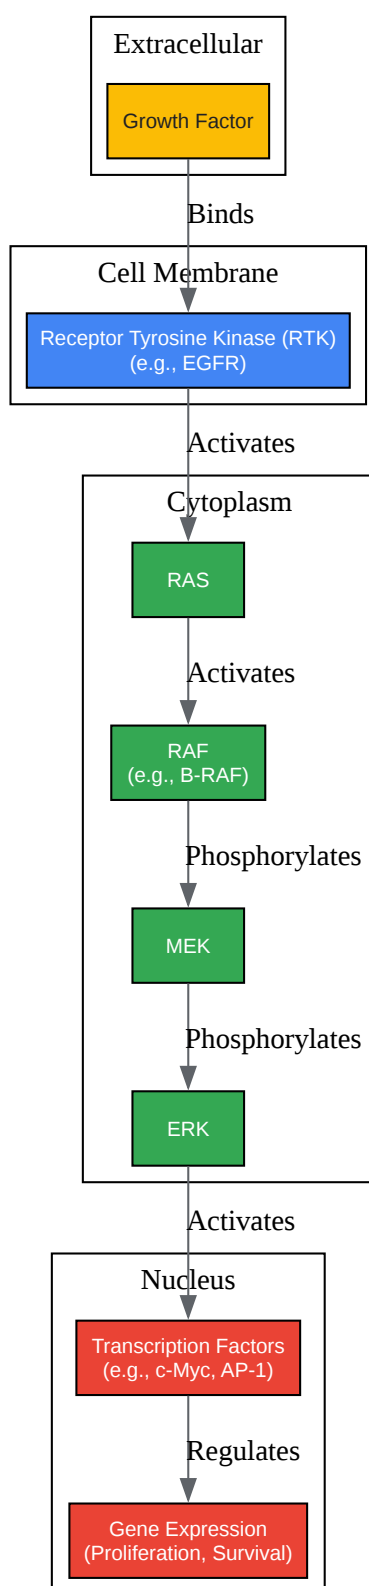 Extracellular
Growth Factor
Binds
Cell Membrane
Receptor Tyrosine Kinase (RTK)
(e.g., EGFR)
Activates
Cytoplasm
RAS
Activates
RAF
(e.g., B-RAF)
Phosphorylates
MEK
Phosphorylates
ERK
Activates
Nucleus
Transcription Factors
(e.g., c-Myc, AP-1)
Regulates
Gene Expression
(Proliferation, Survival)